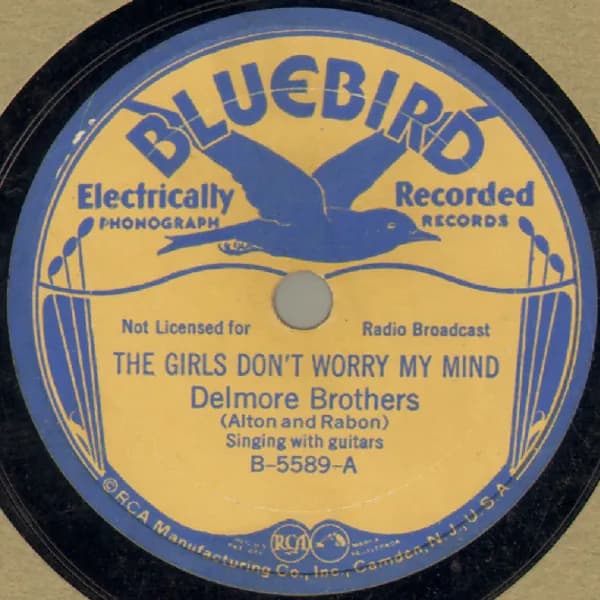 BLUEBIRD
Electrically Recorded
PHONOGRAPH RECORDS
Not Licensed for Radio Broadcast
THE GIRLS DON'T WORRY MY MIND
Delmore Brothers
(Alton and Rabon)
Singing with guitars
B-5589-A
RCA
©RCA Manufacturing Co., Inc., Camden, N.J., U.S.A.